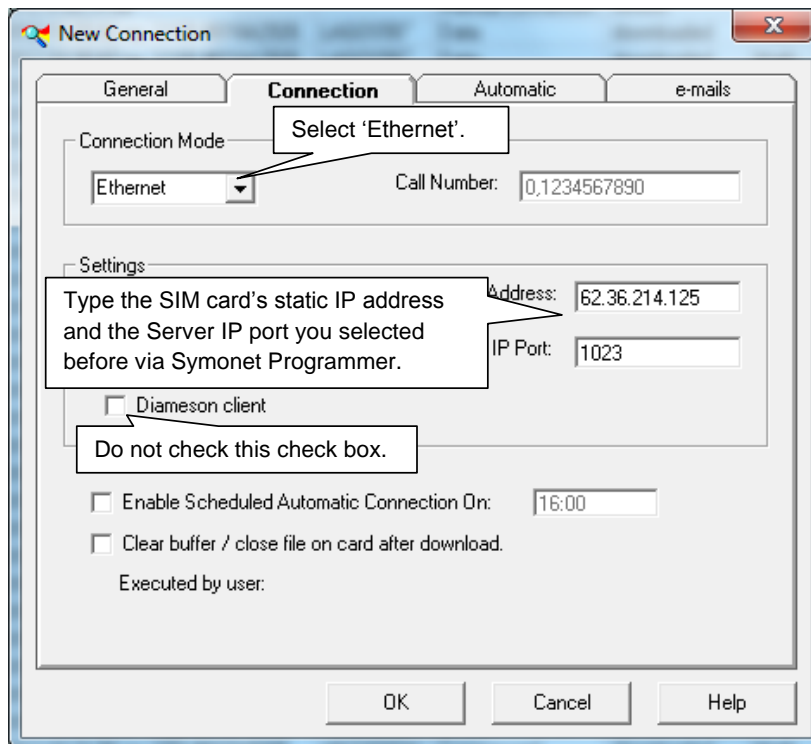 New Connection
General Connection Automatic e-mails
Select ‘Ethernet’.
Connection Mode
Ethernet Call Number: 0,1234567890
Settings
Type the SIM card’s static IP address
and the Server IP port you selected
before via Symonet Programmer.
Address: 62.36.214.125
IP Port: 1023
Diameson client
Do not check this check box.
Enable Scheduled Automatic Connection On: 16:00
Clear buffer / close file on card after download.
Executed by user:
OK Cancel Help